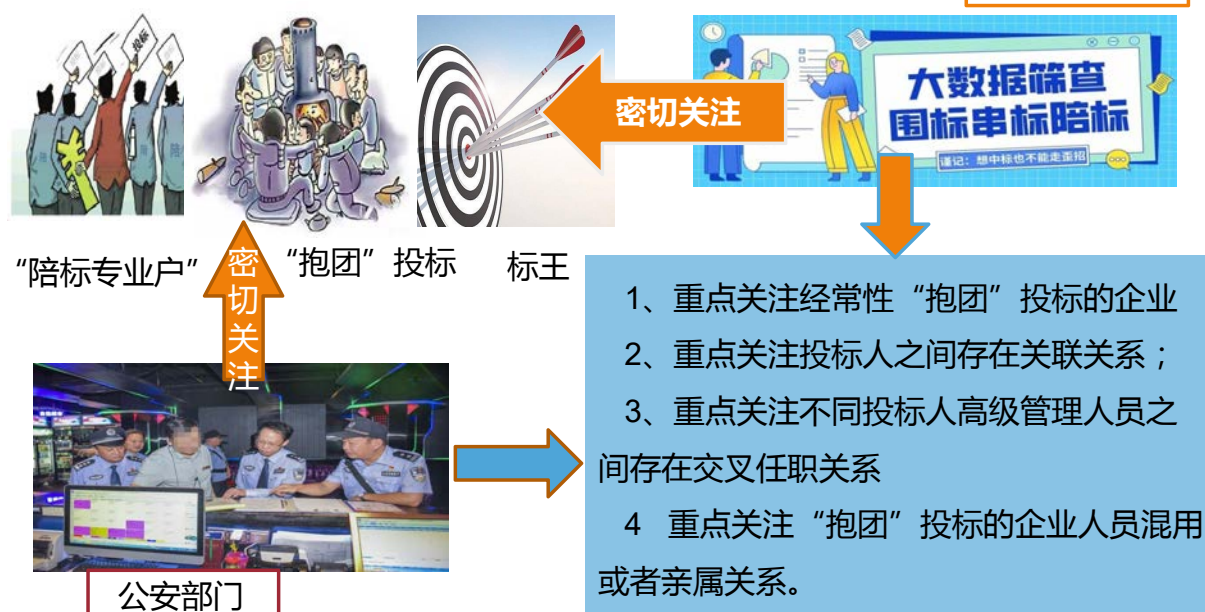 投标
陪
陪
密切关注
大数据筛查
围标串标陪标
谨记：想中标也不能走歪招
“陪标专业户”
“抱团”投标
标王
密切关注
1、重点关注经常性“抱团”投标的企业
2、重点关注投标人之间存在关联关系；
3、重点关注不同投标人高级管理人员之
间存在交叉任职关系
4 重点关注“抱团”投标的企业人员混用
或者亲属关系。
公安部门